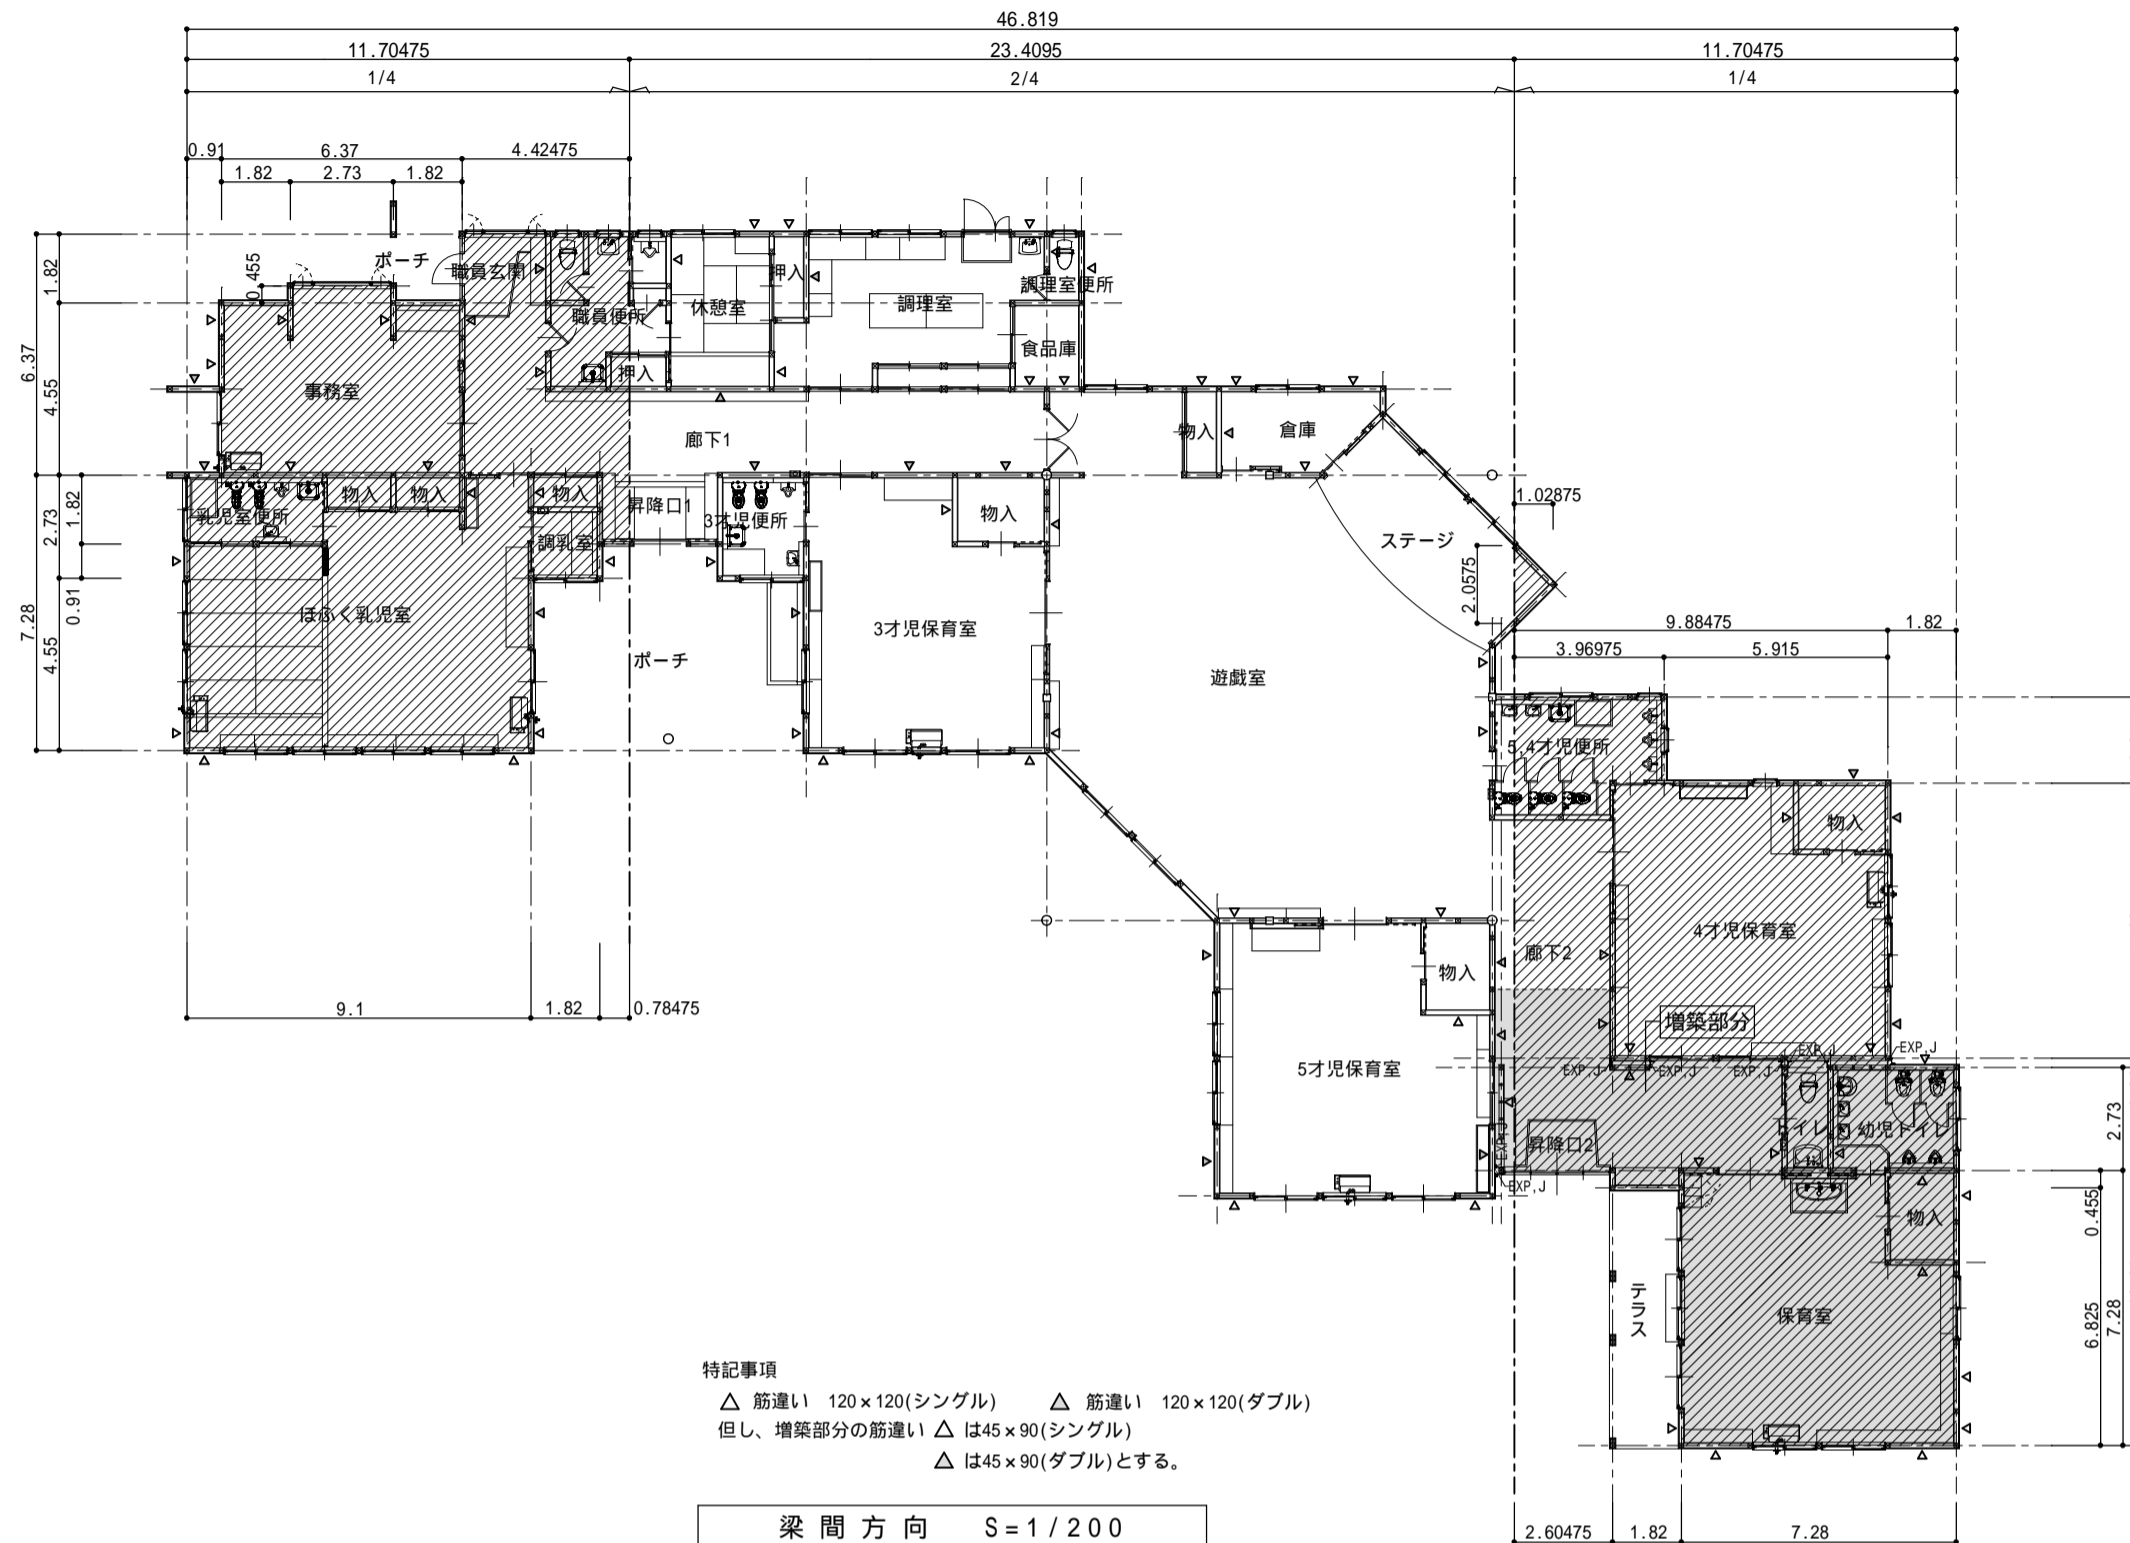 46.819
11.70475
23.4095
11.70475
1/4
2/4
1/4
0.91
6.37
4.42475
1.82
2.73
1.82
6.37
1.82
4.55
0.455
ポーチ
職員玄関
職員便所
休憩室
押入
押入
調理室
調理室便所
食品庫
事務室
廊下1
物入
倉庫
ステージ
1.02875
2.0575
7.28
2.73
4.55
1.82
0.91
乳児室便所
物入
物入
物入
調乳室
昇降口1
3才児便所
物入
ほふく乳児室
ポーチ
3才児保育室
遊戯室
9.88475
1.82
3.96975
5.915
5,4才児便所
物入
4才児保育室
廊下2
物入
増築部分
5才児保育室
EXP,J
EXP,J
EXP,J
EXP,J
EXP,J
EXP,J
EXP,J
トイレ
幼児トイレ
昇降口2
物入
保育室
テラス
2.73
0.455
6.825
7.28
9.1
1.82
0.78475
特記事項
△ 筋違い 120×120(シングル) △ 筋違い 120×120(ダブル)
但し、増築部分の筋違い △ は45×90(シングル)
△ は45×90(ダブル)とする。
梁間方向 S=1/200
2.60475
1.82
7.28